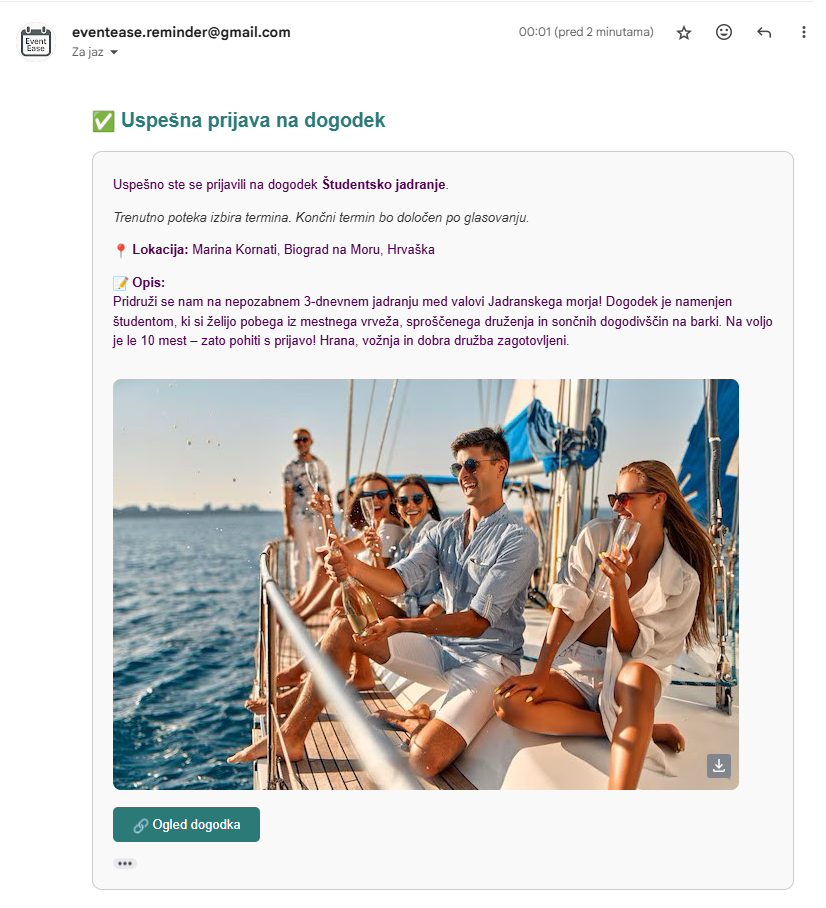 Event
Ease
eventease.reminder@gmail.com
00:01 (pred 2 minutama)
Za jaz
✅ Uspešna prijava na dogodek
Uspešno ste se prijavili na dogodek Študentsko jadranje.
Trenutno poteka izbira termina. Končni termin bo določen po glasovanju.
📍 Lokacija: Marina Kornati, Biograd na Moru, Hrvaška
📝 Opis:
Pridruži se nam na nepozabnem 3-dnevnem jadranju med valovi Jadranskega morja! Dogodek je namenjen
študentom, ki si želijo pobega iz mestnega vrveža, sproščenega druženja in sončnih dogodivščin na barki. Na voljo
je le 10 mest – zato pohiti s prijavo! Hrana, vožnja in dobra družba zagotovljeni.
🔗 Ogled dogodka